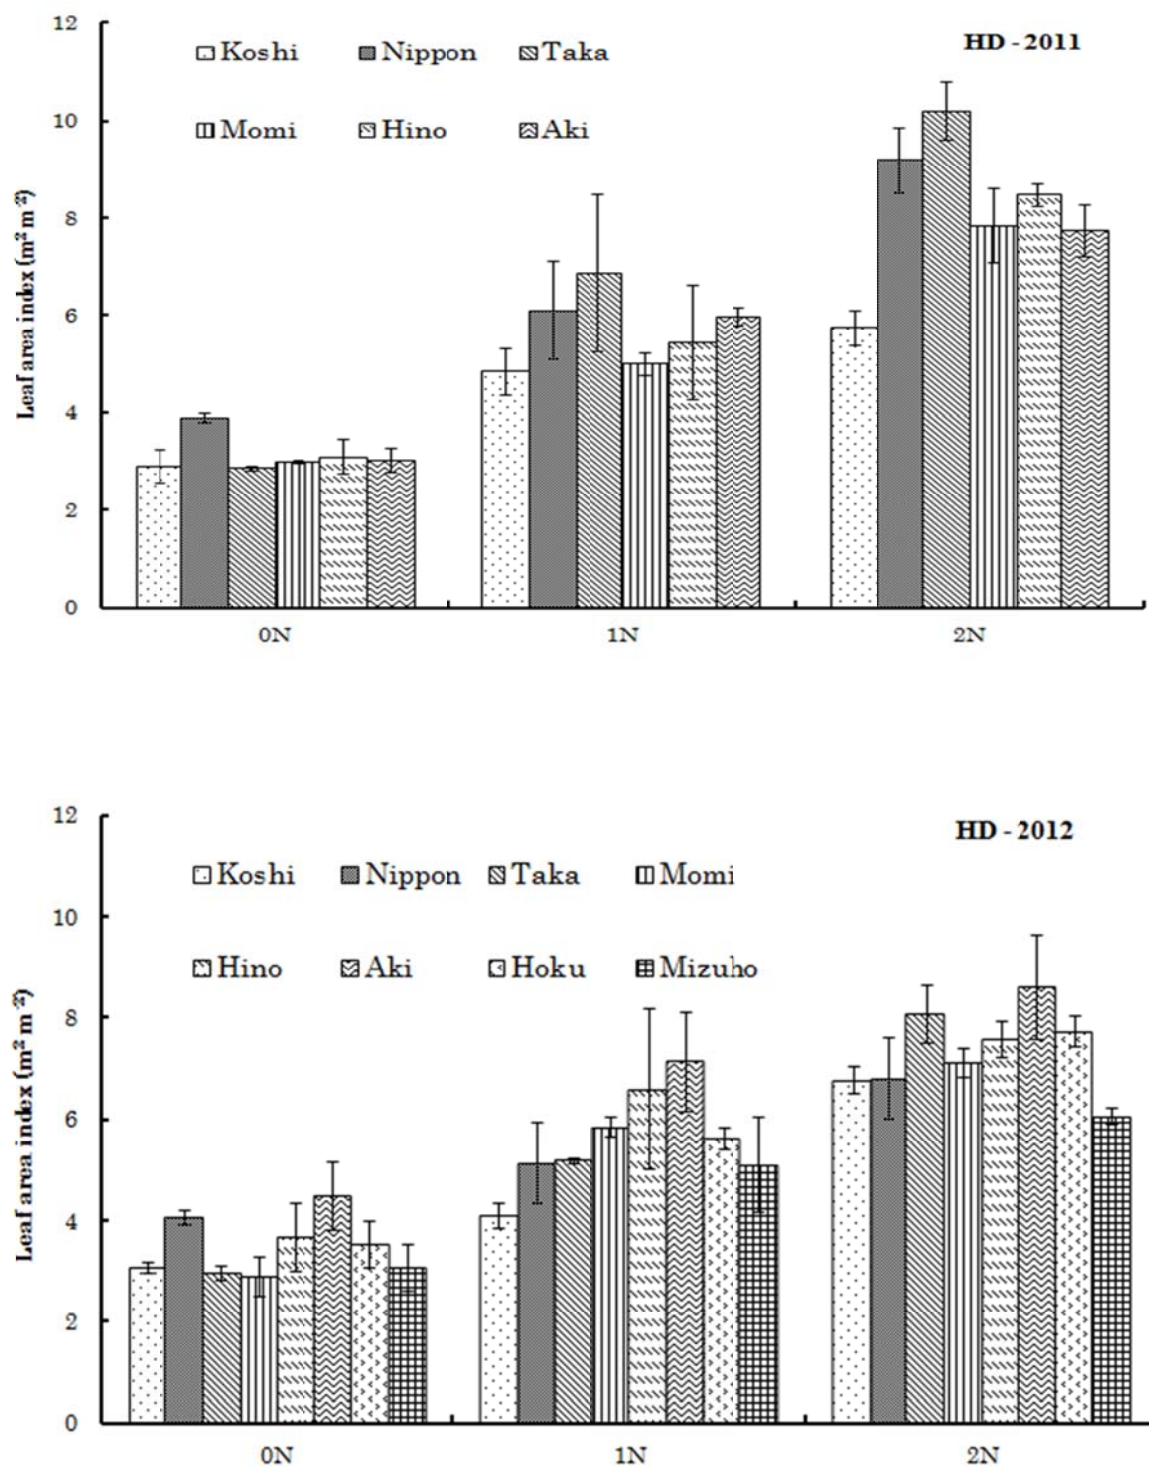 12
HD - 2011
Koshi Nippon Taka
10
Momi Hino Aki
8
6
4
2
0
Leaf area index (m² m⁻²)
0N 1N 2N
12
HD - 2012
Koshi Nippon Taka Momi
10
Hino Aki Hoku Mizuho
8
6
4
2
0
Leaf area index (m² m⁻²)
0N 1N 2N